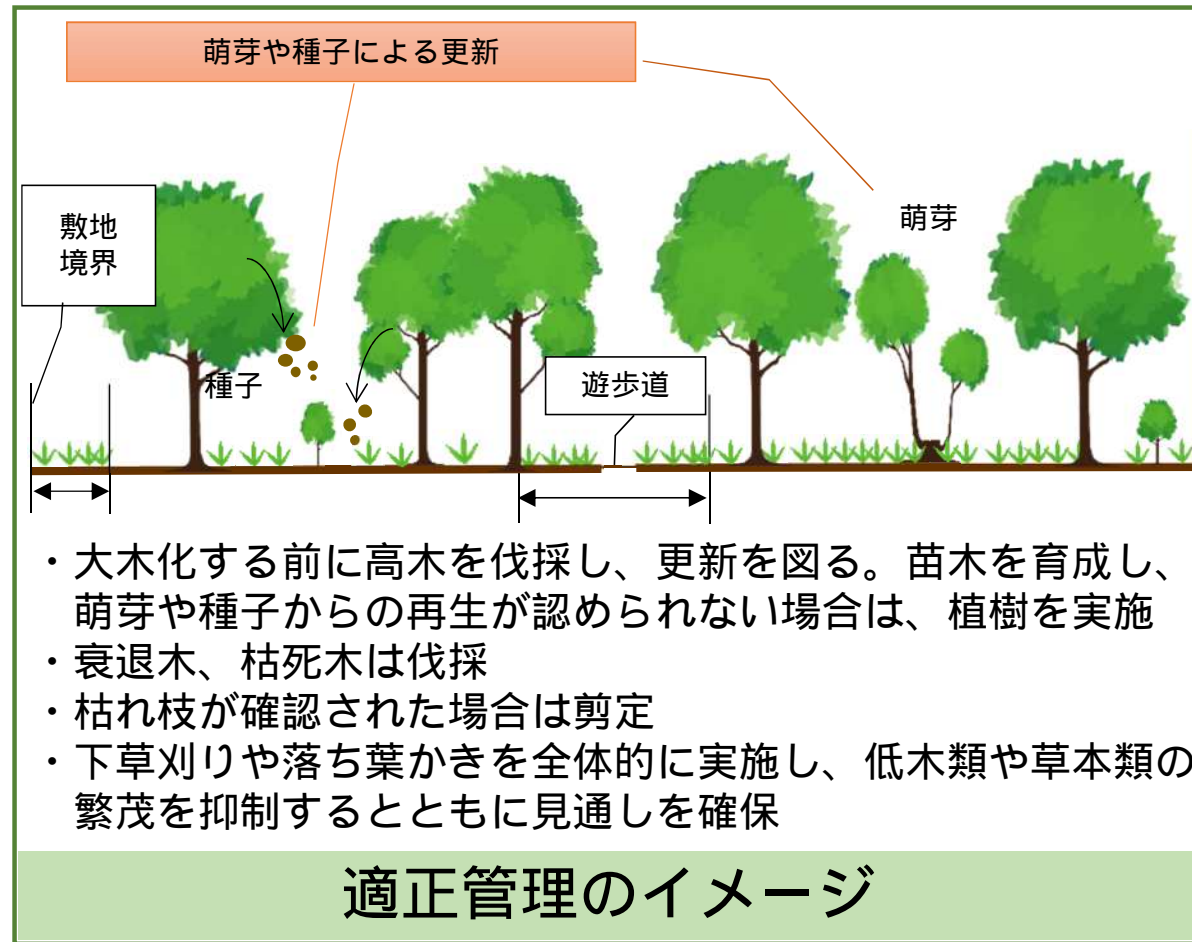 萌芽や種子による更新
敷地
境界
萌芽
種子
遊歩道
・大木化する前に高木を伐採し、更新を図る。苗木を育成し、
萌芽や種子からの再生が認められない場合は、植樹を実施
・衰退木、枯死木は伐採
・枯れ枝が確認された場合は剪定
・下草刈りや落ち葉かきを全体的に実施し、低木類や草本類の
繁茂を抑制するとともに見通しを確保
適正管理のイメージ